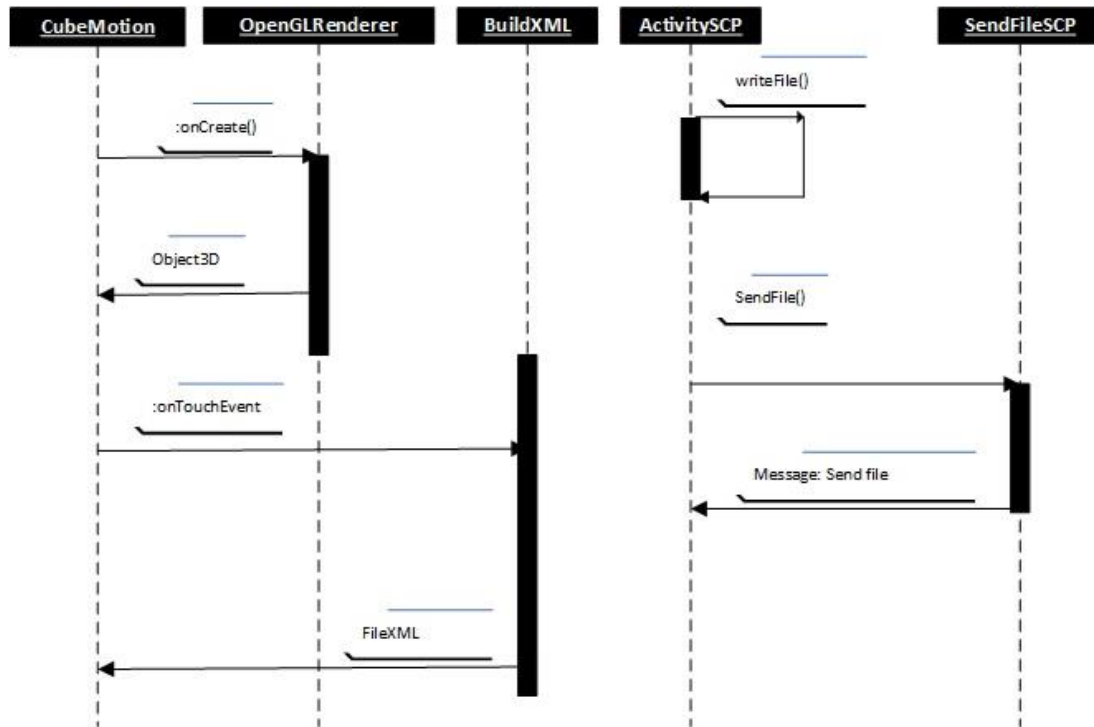 CubeMotion
OpenGLRenderer
BuildXML
ActivitySCP
SendFileSCP
writeFile()
:onCreate()
Object3D
SendFile()
:onTouchEvent
Message: Send file
FileXML